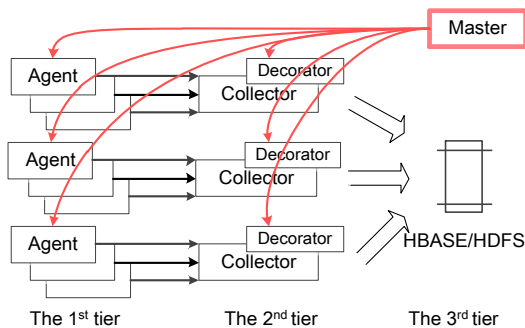 Master
Agent
Decorator
Collector
Agent
Decorator
Collector
Agent
Decorator
Collector
HBASE/HDFS
The 1st tier
The 2nd tier
The 3rd tier